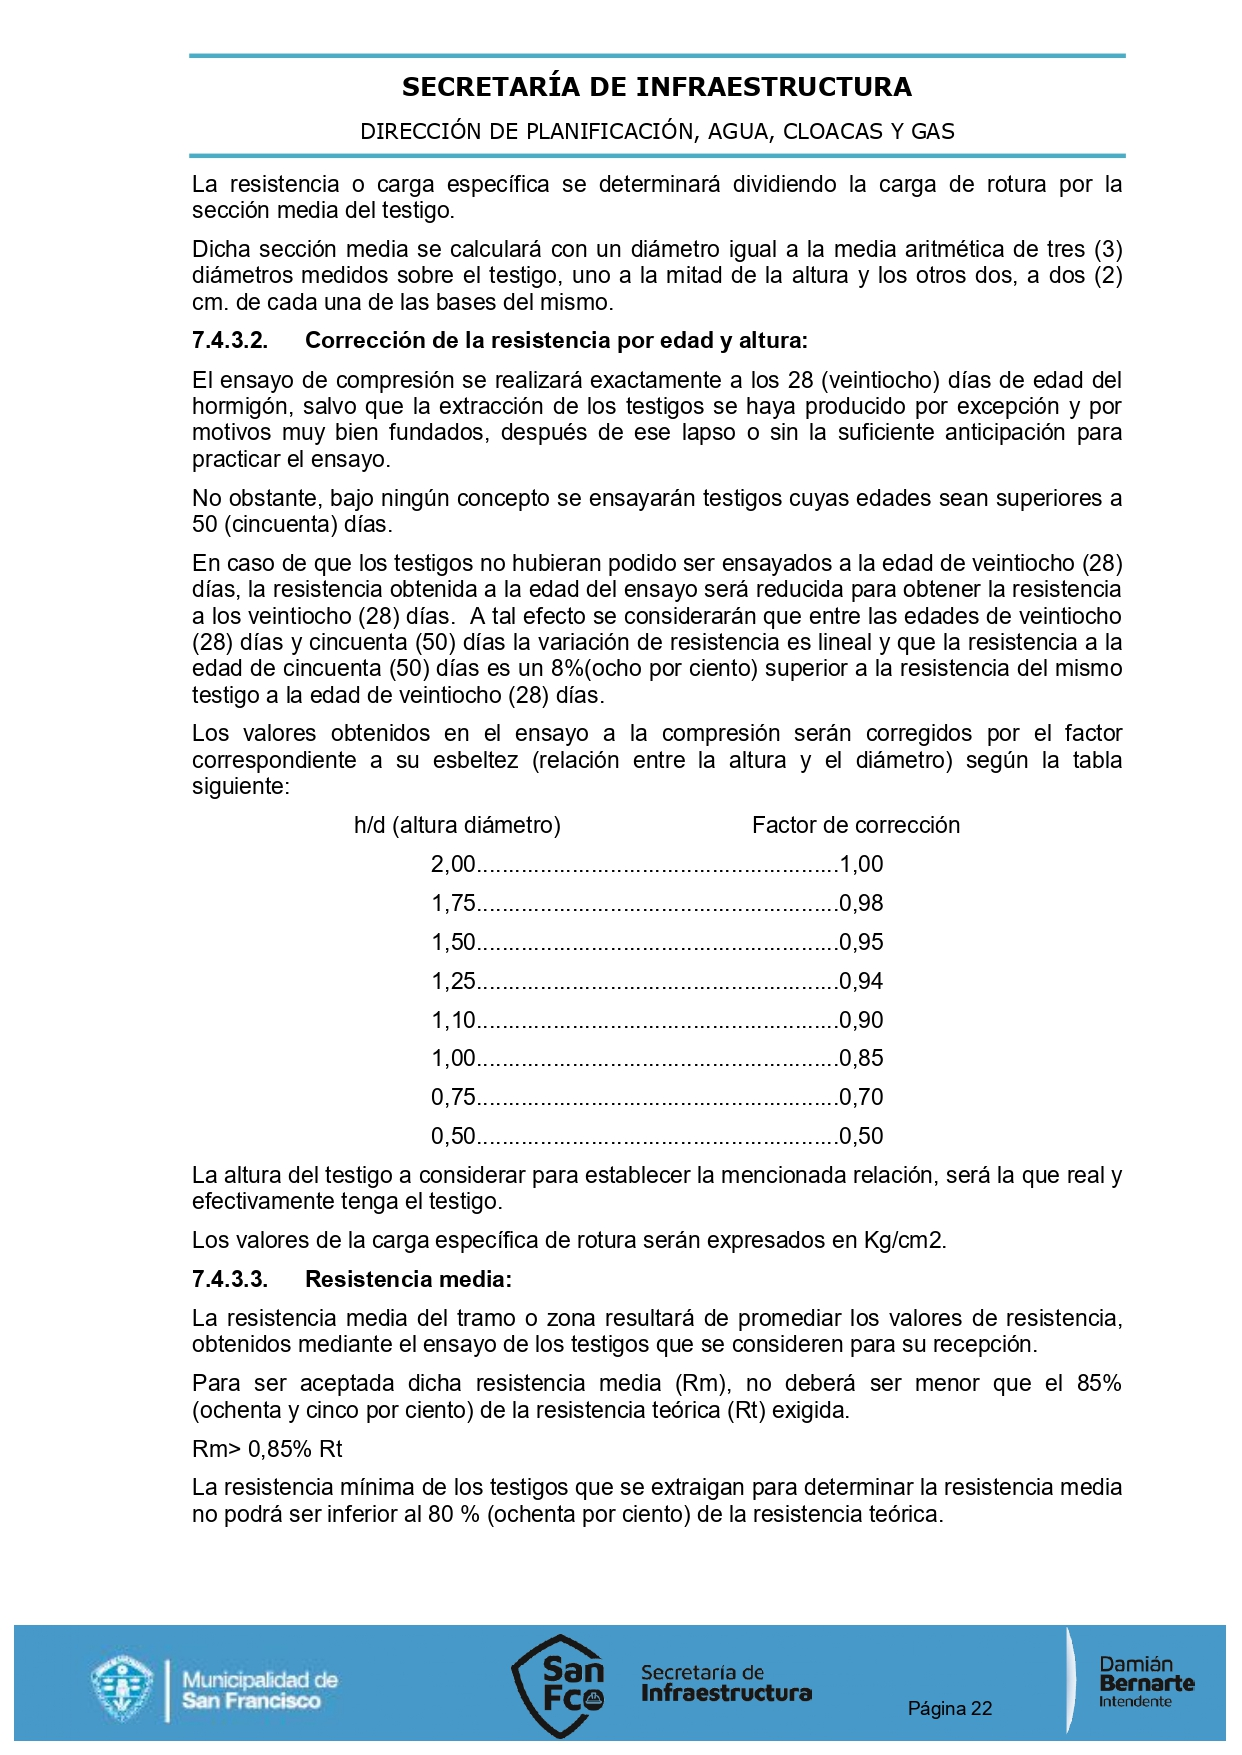 SECRETARÍA DE INFRAESTRUCTURA
DIRECCIÓN DE PLANIFICACIÓN, AGUA, CLOACAS Y GAS
La resistencia o carga específica se determinará dividiendo la carga de rotura por la
sección media del testigo.
Dicha sección media se calculará con un diámetro igual a la media aritmética de tres (3)
diámetros medidos sobre el testigo, uno a la mitad de la altura y los otros dos, a dos (2)
cm. de cada una de las bases del mismo.
7.4.3.2. Corrección de la resistencia por edad y altura:
El ensayo de compresión se realizará exactamente a los 28 (veintiocho) días de edad del
hormigón, salvo que la extracción de los testigos se haya producido por excepción y por
motivos muy bien fundados, después de ese lapso o sin la suficiente anticipación para
practicar el ensayo.
No obstante, bajo ningún concepto se ensayarán testigos cuyas edades sean superiores a
50 (cincuenta) días.
En caso de que los testigos no hubieran podido ser ensayados a la edad de veintiocho (28)
días, la resistencia obtenida a la edad del ensayo será reducida para obtener la resistencia
a los veintiocho (28) días.  A tal efecto se considerarán que entre las edades de veintiocho
(28) días y cincuenta (50) días la variación de resistencia es lineal y que la resistencia a la
edad de cincuenta (50) días es un 8%(ocho por ciento) superior a la resistencia del mismo
testigo a la edad de veintiocho (28) días.
Los valores obtenidos en el ensayo a la compresión serán corregidos por el factor
correspondiente a su esbeltez (relación entre la altura y el diámetro) según la tabla
siguiente:
h/d (altura diámetro) Factor de corrección
2,00.........................................................1,00
1,75.........................................................0,98
1,50.........................................................0,95
1,25.........................................................0,94
1,10.........................................................0,90
1,00.........................................................0,85
0,75.........................................................0,70
0,50.........................................................0,50
La altura del testigo a considerar para establecer la mencionada relación, será la que real y
efectivamente tenga el testigo.
Los valores de la carga específica de rotura serán expresados en Kg/cm2.
7.4.3.3. Resistencia media:
La resistencia media del tramo o zona resultará de promediar los valores de resistencia,
obtenidos mediante el ensayo de los testigos que se consideren para su recepción.
Para ser aceptada dicha resistencia media (Rm), no deberá ser menor que el 85%
(ochenta y cinco por ciento) de la resistencia teórica (Rt) exigida.
Rm> 0,85% Rt
La resistencia mínima de los testigos que se extraigan para determinar la resistencia media
no podrá ser inferior al 80 % (ochenta por ciento) de la resistencia teórica.
Municipalidad de
San Francisco
San
Fco
Secretaría de
Infraestructura
Página 22
Damián
Bernarte
Intendente